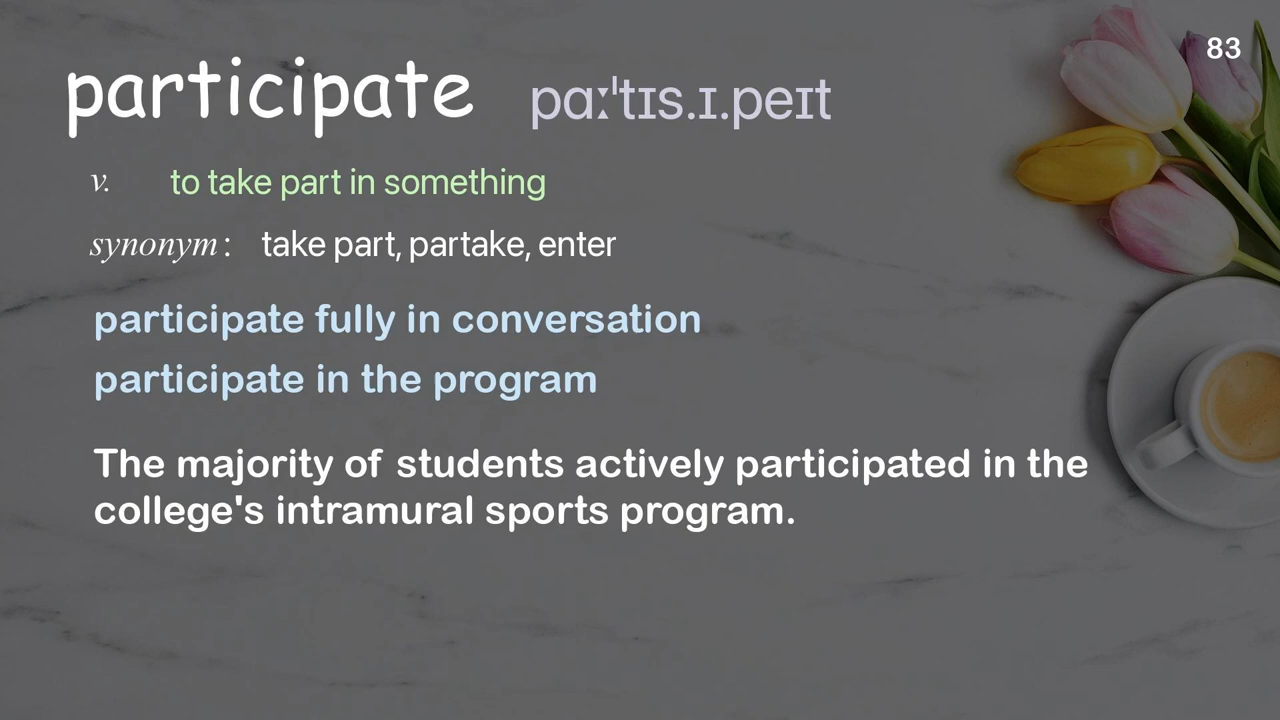 83
participate pɑːˈtɪs.ɪ.peɪt
v. to take part in something
synonym : take part, partake, enter
participate fully in conversation
participate in the program
The majority of students actively participated in the
college's intramural sports program.